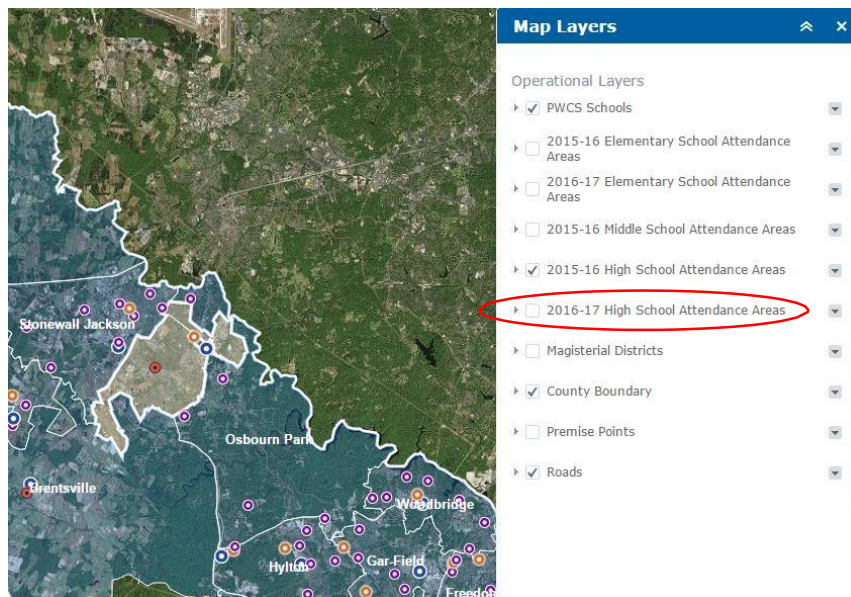 Map Layers
Operational Layers
PWCS Schools
2015-16 Elementary School Attendance
Areas
2016-17 Elementary School Attendance
Areas
2015-16 Middle School Attendance Areas
2015-16 High School Attendance Areas
2016-17 High School Attendance Areas
Magisterial Districts
County Boundary
Premise Points
Roads
Stonewall Jackson
Osbourn Park
Brentsville
Woodbridge
Hylton
Gar-Field